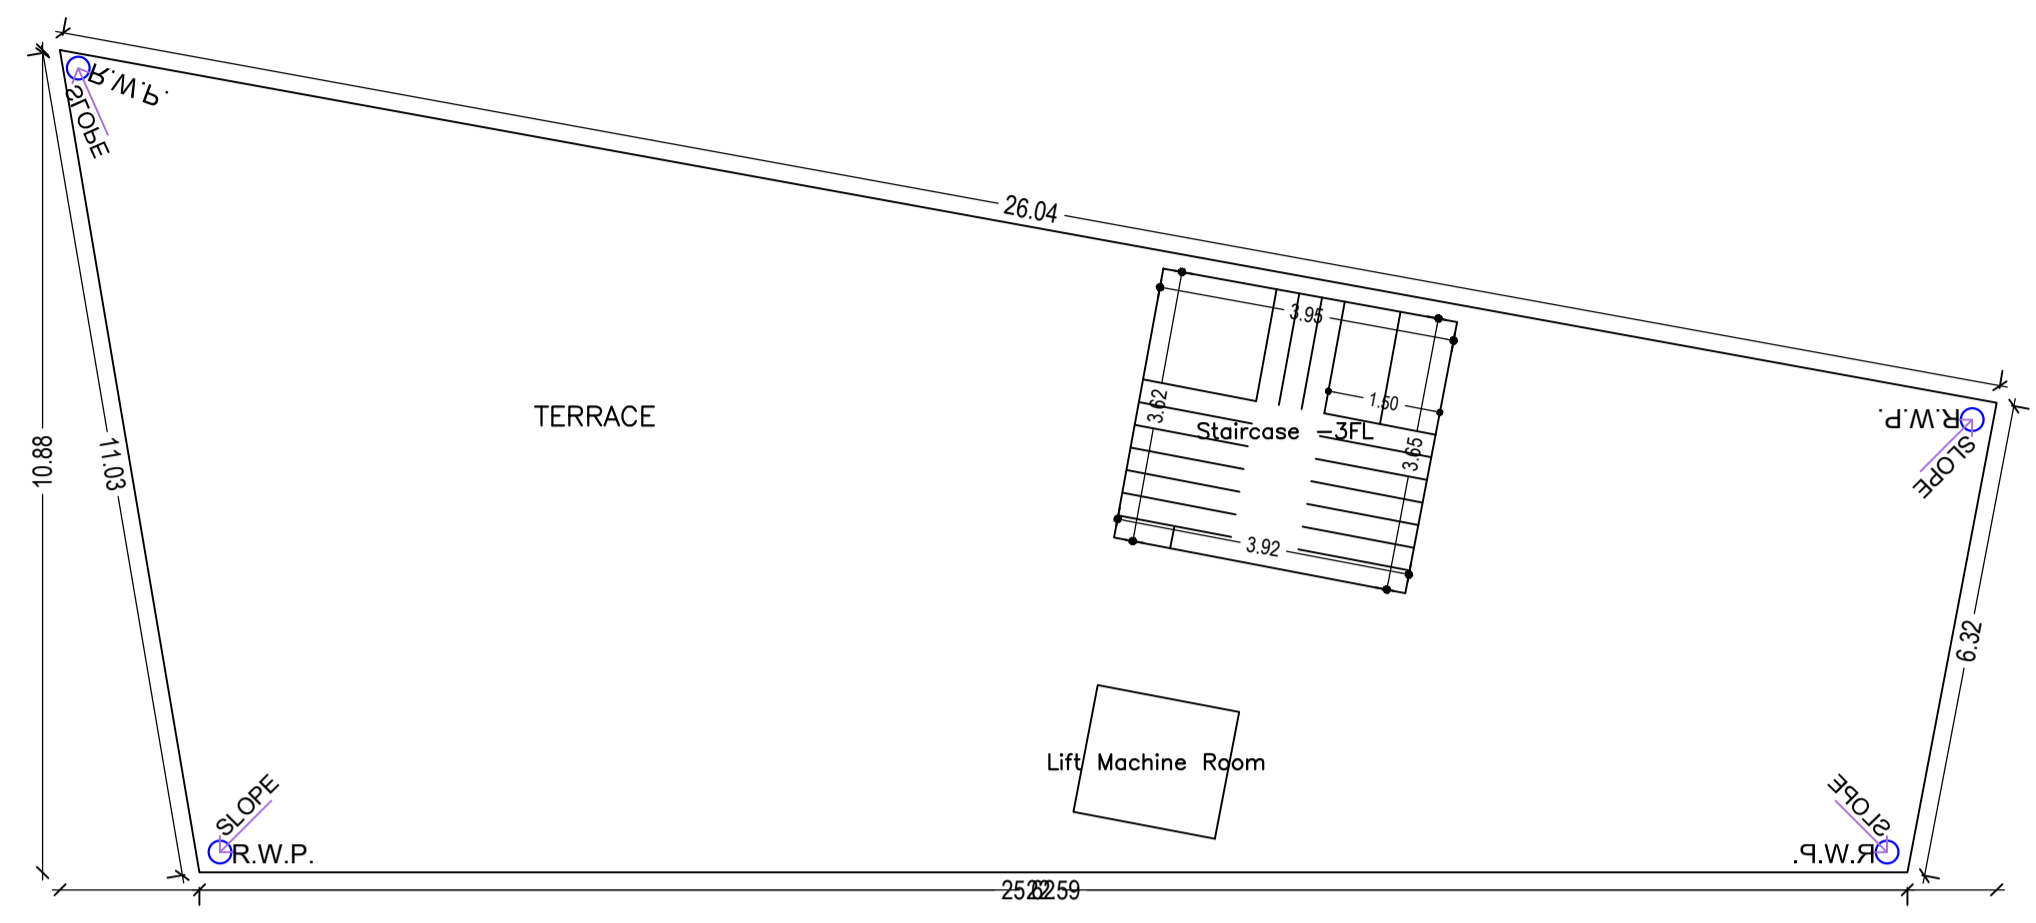 R.W.P.
SLOPE
26.04
3.95
1.50
3.62
TERRACE
Staircase -3FL
3.65
R.W.P.
SLOPE
10.88
11.03
3.92
6.32
Lift Machine Room
SLOPE
R.W.P.
SLOPE
R.W.P.